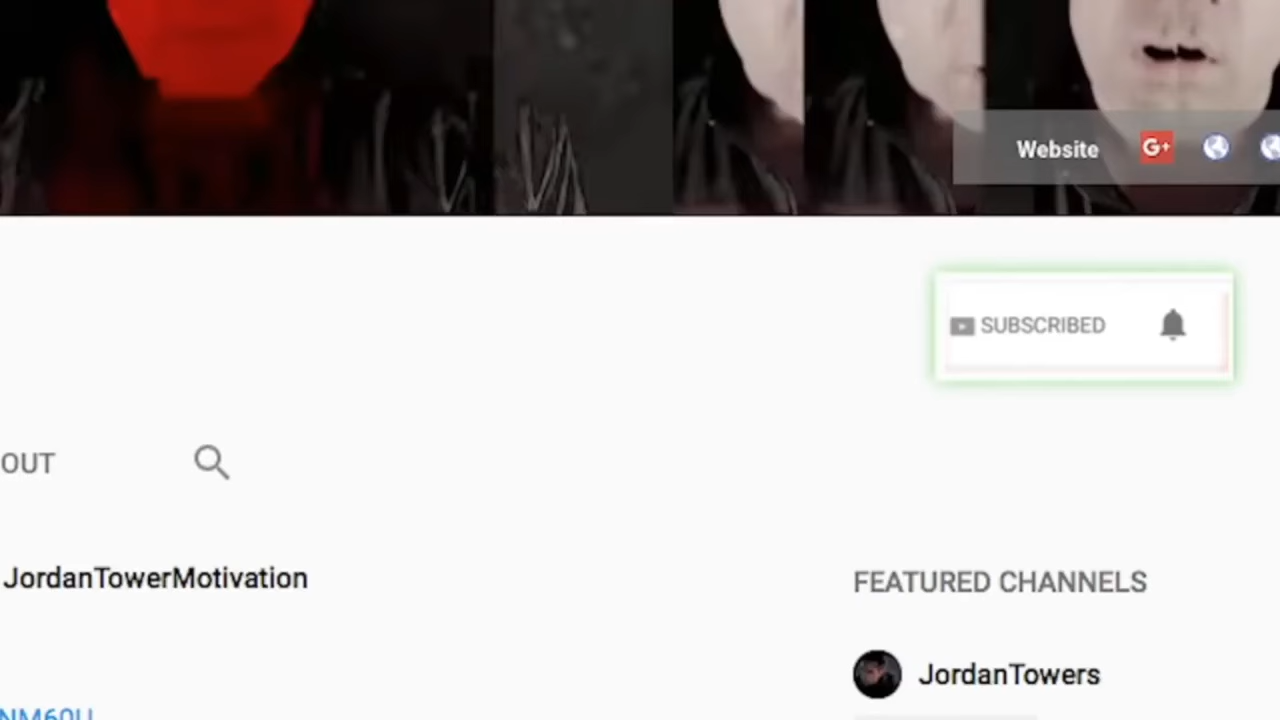 Website G+
SUBSCRIBED
OUT
JordanTowerMotivation
FEATURED CHANNELS
JordanTowers